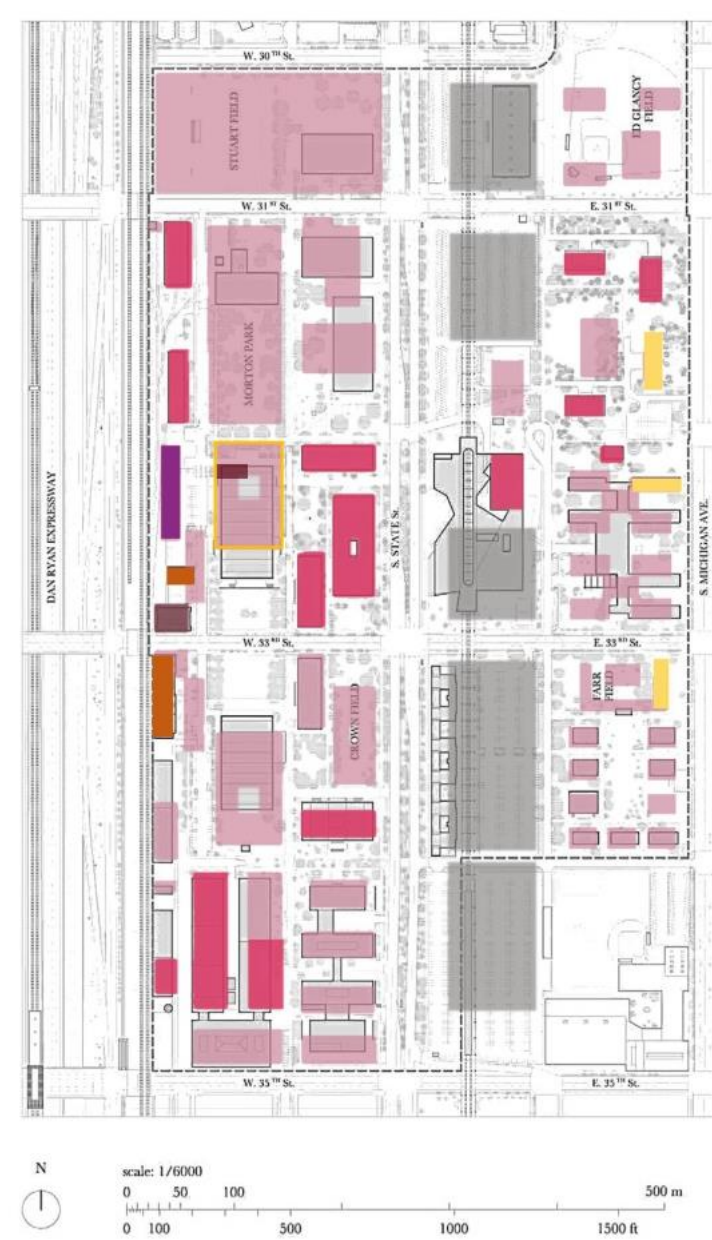 W. 30TH St.
STUART FIELD
ED GLANCY
FIELD
W. 31ST St.
E. 31ST St.
MORTON PARK
DAN RYAN EXPRESSWAY
S. STATE St.
S. MICHIGAN AVE.
W. 33RD St.
E. 33RD St.
CROWN FIELD
FARR
FIELD
W. 35TH St.
E. 35TH St.
N
scale: 1/6000
0 50 100 500 m
0 100 500 1000 1500 ft